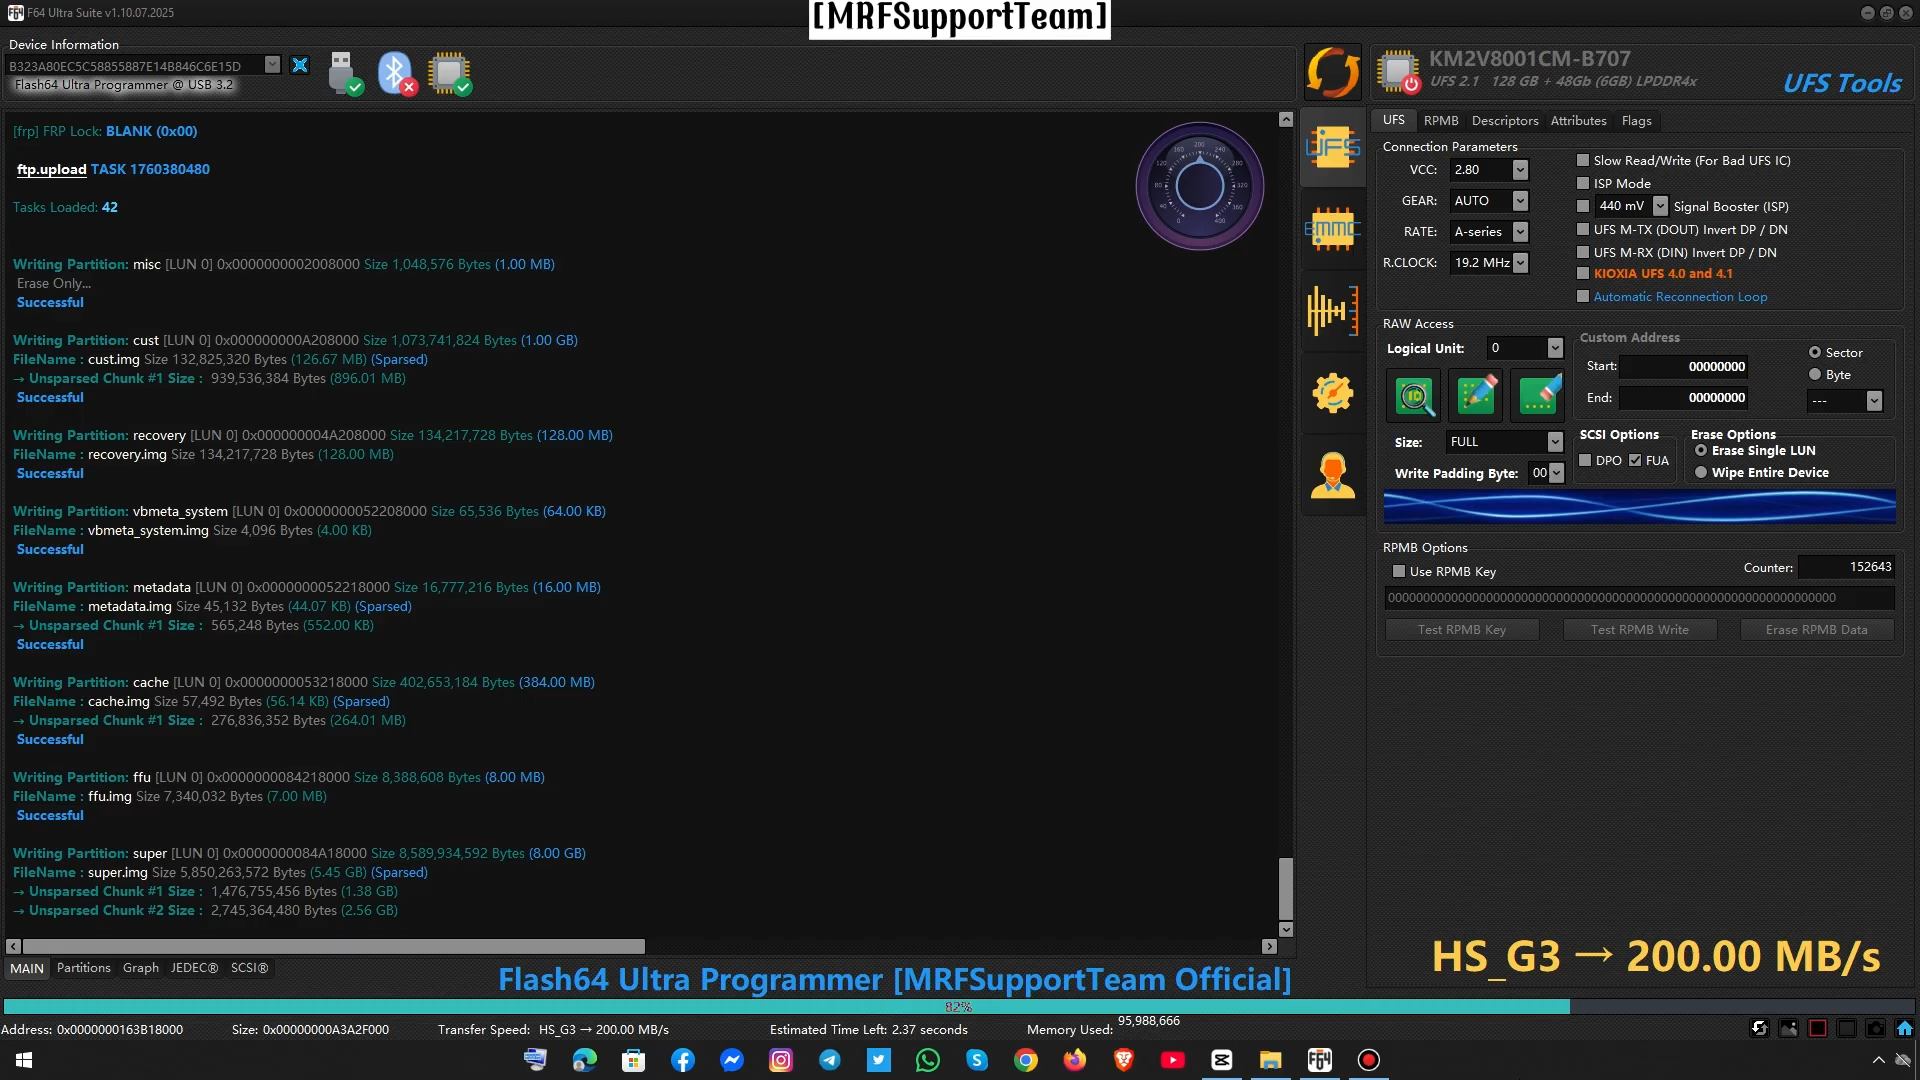 F64 Ultra Suite v1.10.07.2025
[MRFSupportTeam]
Device Information
B323A80EC5C58855887E14B846C6E15D
Flash64 Ultra Programmer @ USB 3.2
[frp] FRP Lock: BLANK (0x00)
ftp.upload TASK 1760380480
Tasks Loaded: 42
Writing Partition: misc [LUN 0] 0x0000000002008000 Size 1,048,576 Bytes (1.00 MB)
Erase Only...
Successful
Writing Partition: cust [LUN 0] 0x000000000A208000 Size 1,073,741,824 Bytes (1.00 GB)
FileName : cust.img Size 132,825,320 Bytes (126.67 MB) (Sparsed)
→ Unsparsed Chunk #1 Size : 939,536,384 Bytes (896.01 MB)
Successful
Writing Partition: recovery [LUN 0] 0x000000004A208000 Size 134,217,728 Bytes (128.00 MB)
FileName : recovery.img Size 134,217,728 Bytes (128.00 MB)
Successful
Writing Partition: vbmeta_system [LUN 0] 0x0000000052208000 Size 65,536 Bytes (64.00 KB)
FileName : vbmeta_system.img Size 4,096 Bytes (4.00 KB)
Successful
Writing Partition: metadata [LUN 0] 0x0000000052218000 Size 16,777,216 Bytes (16.00 MB)
FileName : metadata.img Size 45,132 Bytes (44.07 KB) (Sparsed)
→ Unsparsed Chunk #1 Size : 565,248 Bytes (552.00 KB)
Successful
Writing Partition: cache [LUN 0] 0x0000000053218000 Size 402,653,184 Bytes (384.00 MB)
FileName : cache.img Size 57,492 Bytes (56.14 KB) (Sparsed)
→ Unsparsed Chunk #1 Size : 276,836,352 Bytes (264.01 MB)
Successful
Writing Partition: ffu [LUN 0] 0x0000000084218000 Size 8,388,608 Bytes (8.00 MB)
FileName : ffu.img Size 7,340,032 Bytes (7.00 MB)
Successful
Writing Partition: super [LUN 0] 0x0000000084A18000 Size 8,589,934,592 Bytes (8.00 GB)
FileName : super.img Size 5,850,263,572 Bytes (5.45 GB) (Sparsed)
→ Unsparsed Chunk #1 Size : 1,476,755,456 Bytes (1.38 GB)
→ Unsparsed Chunk #2 Size : 2,745,364,480 Bytes (2.56 GB)
0 40 80 120 160 200 240 280 320 360 400
UFS
eMMC
KM2V8001CM-B707
UFS 2.1 128 GB + 48Gb (6GB) LPDDR4x
UFS Tools
UFS RPMB Descriptors Attributes Flags
Connection Parameters
VCC: 2.80
GEAR: AUTO
RATE: A-series
R.CLOCK: 19.2 MHz
Slow Read/Write (For Bad UFS IC)
ISP Mode
440 mV Signal Booster (ISP)
UFS M-TX (DOUT) Invert DP / DN
UFS M-RX (DIN) Invert DP / DN
KIOXIA UFS 4.0 and 4.1
Automatic Reconnection Loop
RAW Access
Logical Unit: 0
Custom Address
Start: 00000000
End: 00000000
Sector
Byte
---
Size: FULL
Write Padding Byte: 00
SCSI Options
DPO FUA
Erase Options
Erase Single LUN
Wipe Entire Device
RPMB Options
Use RPMB Key
Counter: 152643
Test RPMB Key Test RPMB Write Erase RPMB Data
HS_G3 → 200.00 MB/s
MAIN Partitions Graph JEDEC® SCSI®
Flash64 Ultra Programmer [MRFSupportTeam Official]
82%
Address: 0x0000000163B18000 Size: 0x00000000A3A2F000 Transfer Speed: HS_G3 → 200.00 MB/s Estimated Time Left: 2.37 seconds Memory Used: 95,988,666